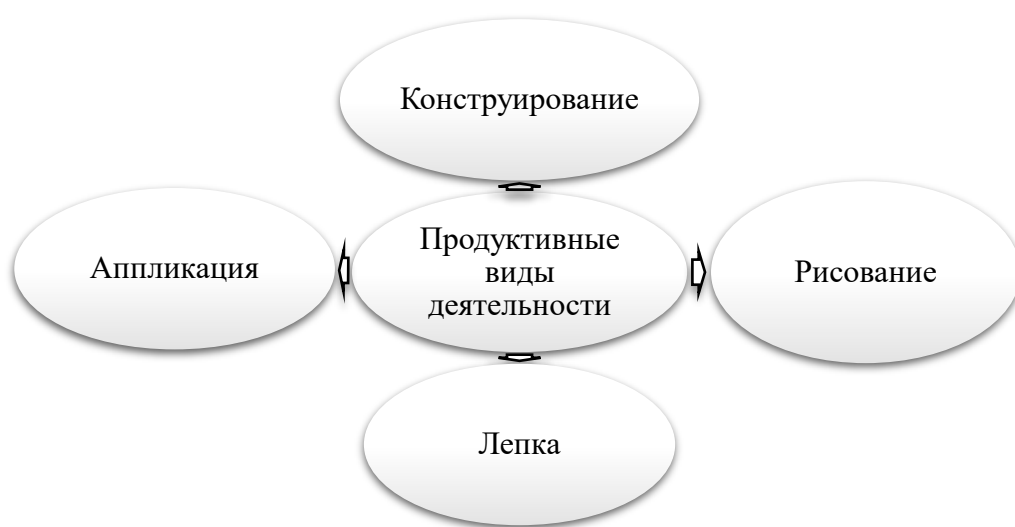 Конструирование
Аппликация
Продуктивные
виды
деятельности
Рисование
Лепка